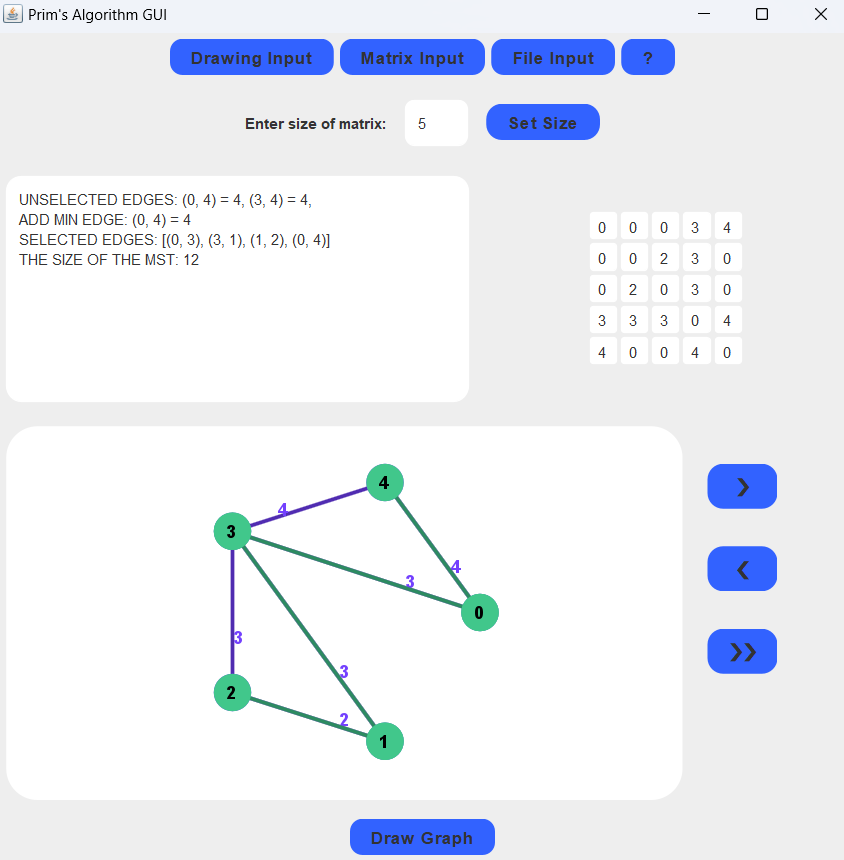 Prim's Algorithm GUI
Drawing Input Matrix Input File Input ?
Enter size of matrix: 5 Set Size
UNSELECTED EDGES: (0, 4) = 4, (3, 4) = 4,
ADD MIN EDGE: (0, 4) = 4
SELECTED EDGES: [(0, 3), (3, 1), (1, 2), (0, 4)]
THE SIZE OF THE MST: 12
0 0 0 3 4
0 0 2 3 0
0 2 0 3 0
3 3 3 0 4
4 0 0 4 0
4
4
3
4
3
0
3
3
2
2
1
❯
❮
❯❯
Draw Graph